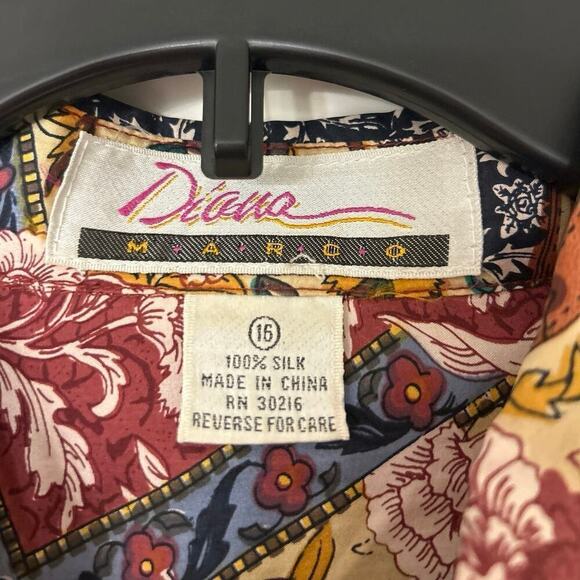 Diana
M•A•R•C•O
16
100% SILK
MADE IN CHINA
RN 30216
REVERSE FOR CARE